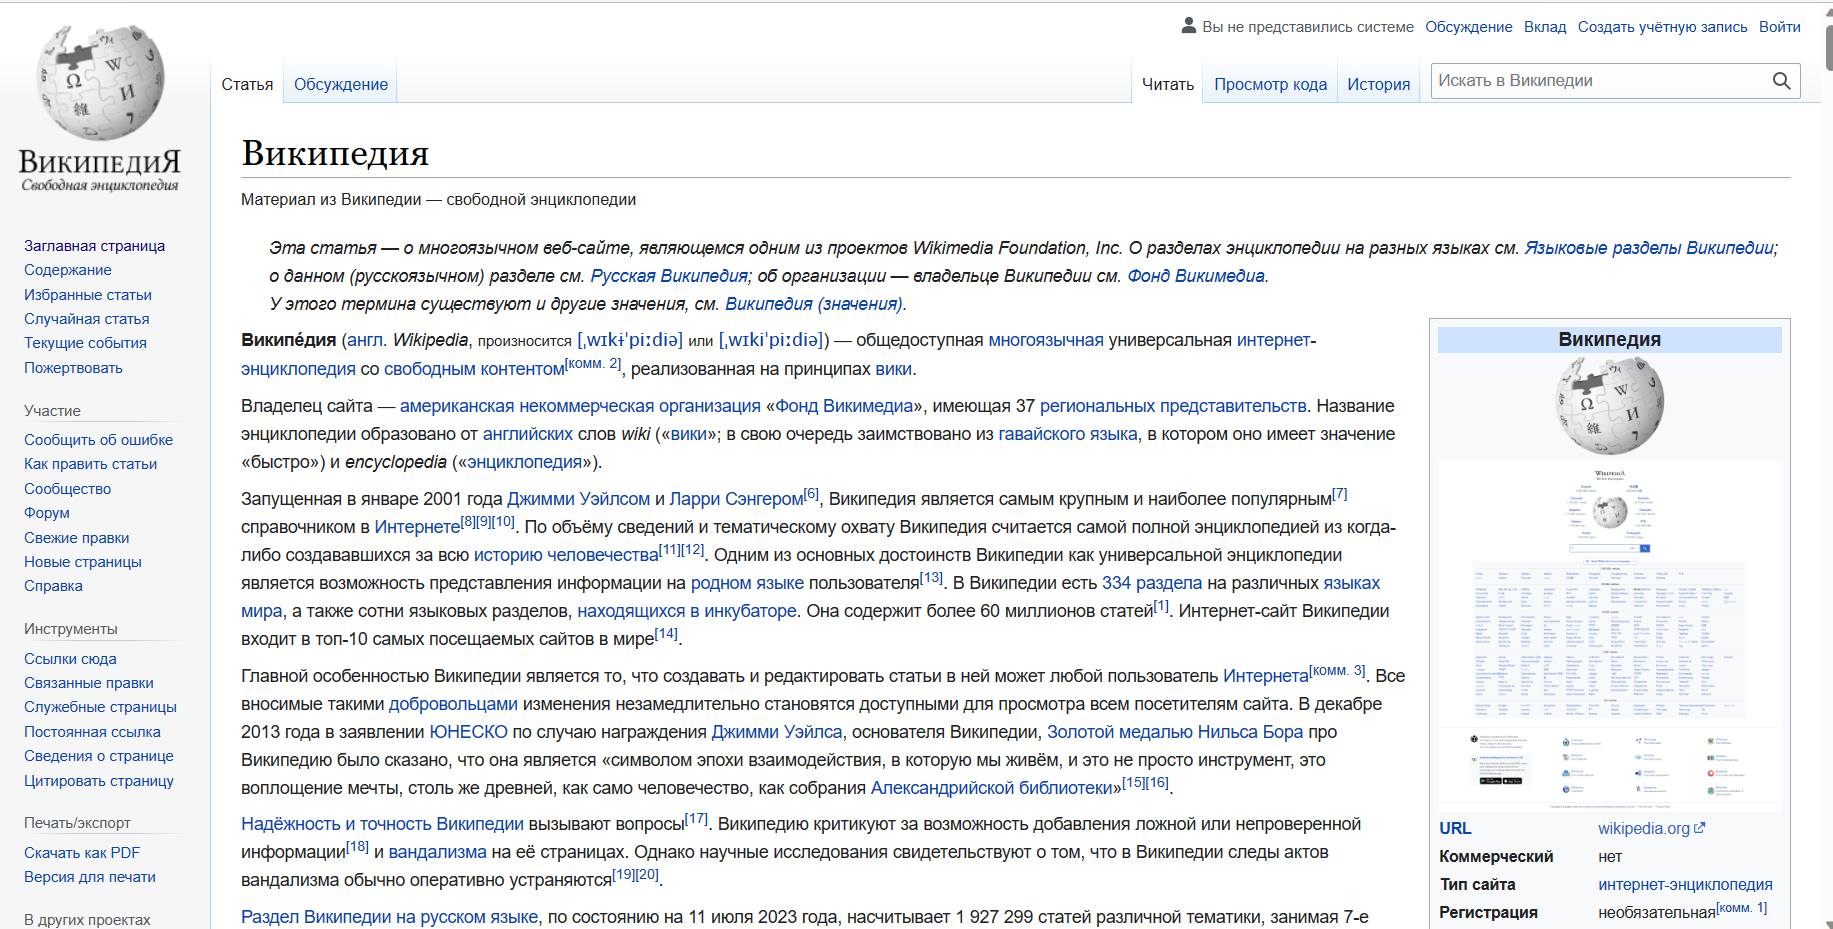 Вы не представились системе Обсуждение Вклад Создать учётную запись Войти
Статья Обсуждение Читать Просмотр кода История Искать в Википедии
ВикипедиЯ
Свободная энциклопедия
Заглавная страница
Содержание
Избранные статьи
Случайная статья
Текущие события
Пожертвовать
Участие
Сообщить об ошибке
Как править статьи
Сообщество
Форум
Свежие правки
Новые страницы
Справка
Инструменты
Ссылки сюда
Связанные правки
Служебные страницы
Постоянная ссылка
Сведения о странице
Цитировать страницу
Печать/экспорт
Скачать как PDF
Версия для печати
В других проектах
Википедия
Материал из Википедии — свободной энциклопедии
Эта статья — о многоязычном веб-сайте, являющемся одним из проектов Wikimedia Foundation, Inc. О разделах энциклопедии на разных языках см. Языковые разделы Википедии;
о данном (русскоязычном) разделе см. Русская Википедия; об организации — владельце Википедии см. Фонд Викимедиа.
У этого термина существуют и другие значения, см. Википедия (значения).
Википе́дия (англ. Wikipedia, произносится [ˌwɪkɨˈpiːdiə] или [ˌwɪkiˈpiːdiə]) — общедоступная многоязычная универсальная интернет-
энциклопедия со свободным контентом[комм. 2], реализованная на принципах вики.
Владелец сайта — американская некоммерческая организация «Фонд Викимедиа», имеющая 37 региональных представительств. Название
энциклопедии образовано от английских слов wiki («вики»; в свою очередь заимствовано из гавайского языка, в котором оно имеет значение
«быстро») и encyclopedia («энциклопедия»).
Запущенная в январе 2001 года Джимми Уэйлсом и Ларри Сэнгером[6], Википедия является самым крупным и наиболее популярным[7]
справочником в Интернете[8][9][10]. По объёму сведений и тематическому охвату Википедия считается самой полной энциклопедией из когда-
либо создававшихся за всю историю человечества[11][12]. Одним из основных достоинств Википедии как универсальной энциклопедии
является возможность представления информации на родном языке пользователя[13]. В Википедии есть 334 раздела на различных языках
мира, а также сотни языковых разделов, находящихся в инкубаторе. Она содержит более 60 миллионов статей[1]. Интернет-сайт Википедии
входит в топ-10 самых посещаемых сайтов в мире[14].
Главной особенностью Википедии является то, что создавать и редактировать статьи в ней может любой пользователь Интернета[комм. 3]. Все
вносимые такими добровольцами изменения незамедлительно становятся доступными для просмотра всем посетителям сайта. В декабре
2013 года в заявлении ЮНЕСКО по случаю награждения Джимми Уэйлса, основателя Википедии, Золотой медалью Нильса Бора про
Википедию было сказано, что она является «символом эпохи взаимодействия, в которую мы живём, и это не просто инструмент, это
воплощение мечты, столь же древней, как само человечество, как собрания Александрийской библиотеки»[15][16].
Надёжность и точность Википедии вызывают вопросы[17]. Википедию критикуют за возможность добавления ложной или непроверенной
информации[18] и вандализма на её страницах. Однако научные исследования свидетельствуют о том, что в Википедии следы актов
вандализма обычно оперативно устраняются[19][20].
Раздел Википедии на русском языке, по состоянию на 11 июля 2023 года, насчитывает 1 927 299 статей различной тематики, занимая 7-е
Википедия
WIKIPEDIA
URL wikipedia.org
Коммерческий нет
Тип сайта интернет-энциклопедия
Регистрация необязательная[комм. 1]